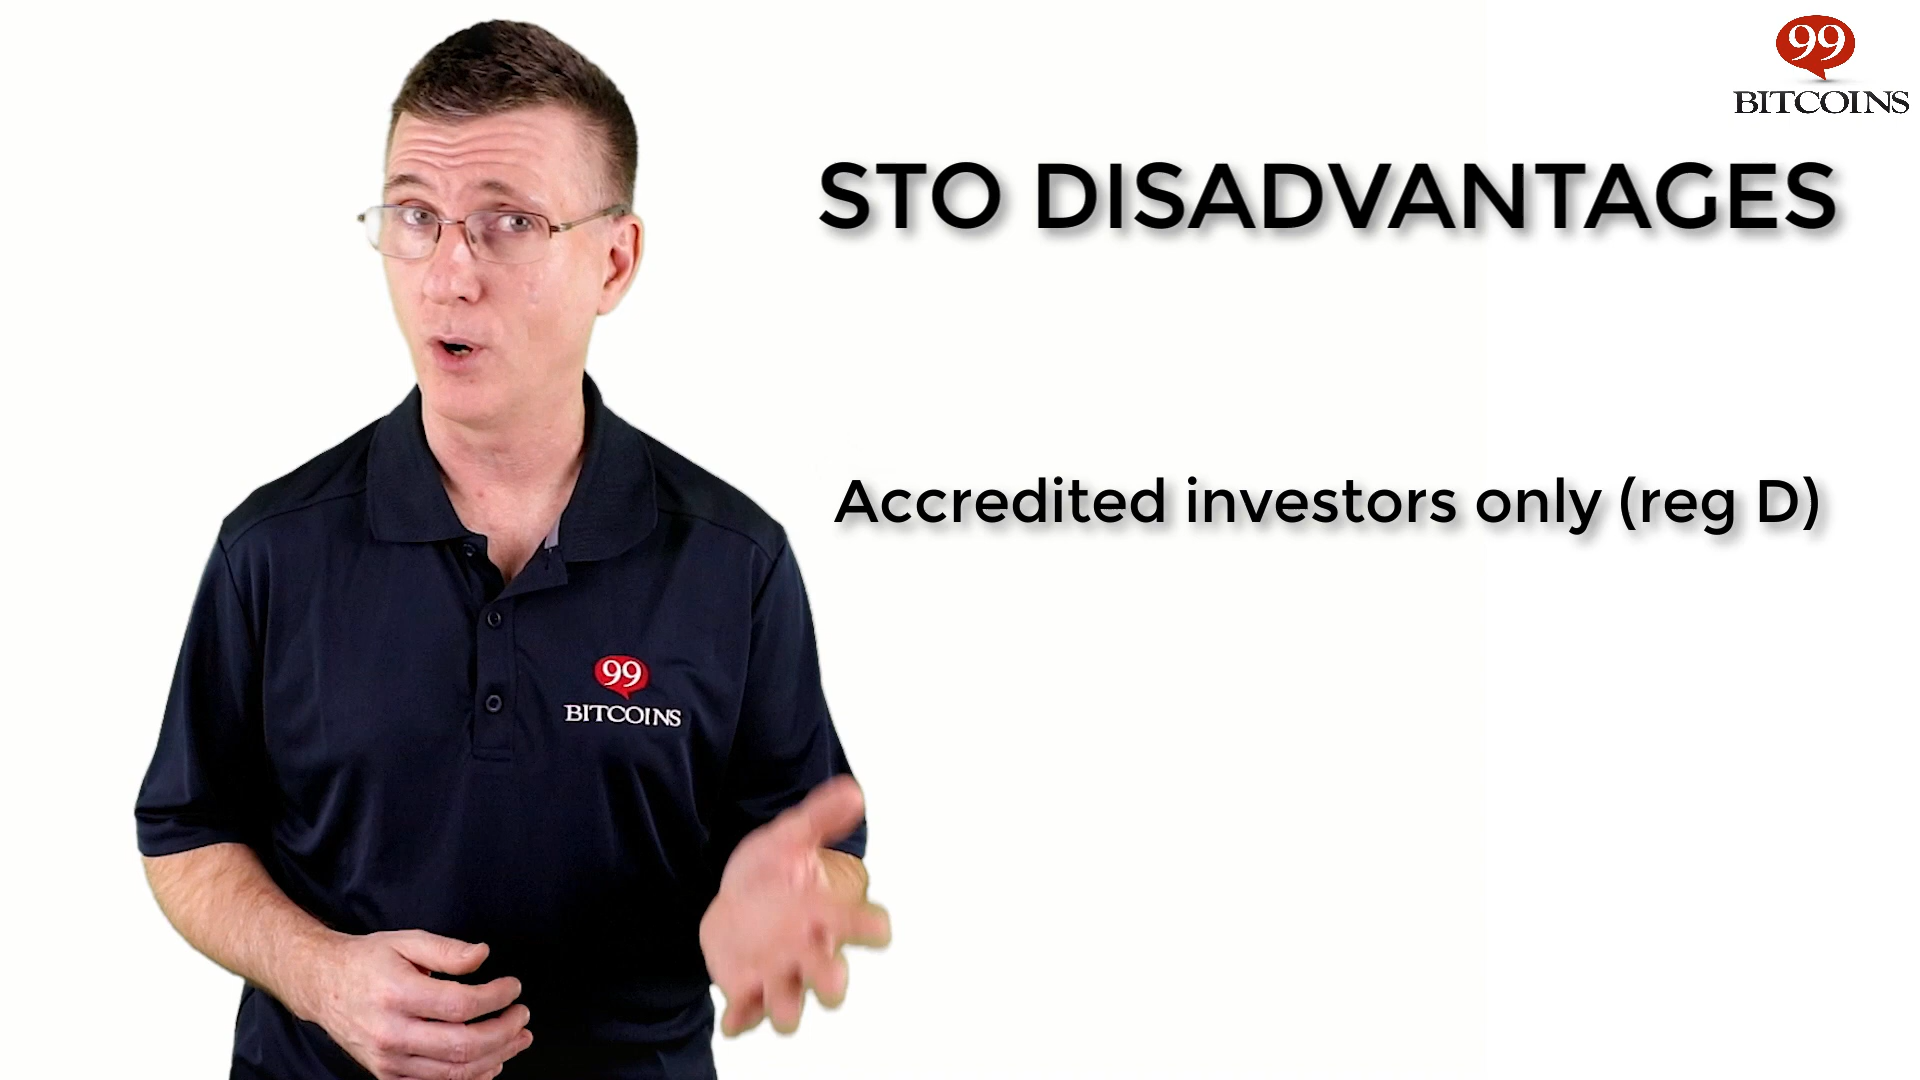 99
BITCOINS
STO DISADVANTAGES
Accredited investors only (reg D)
99
BITCOINS